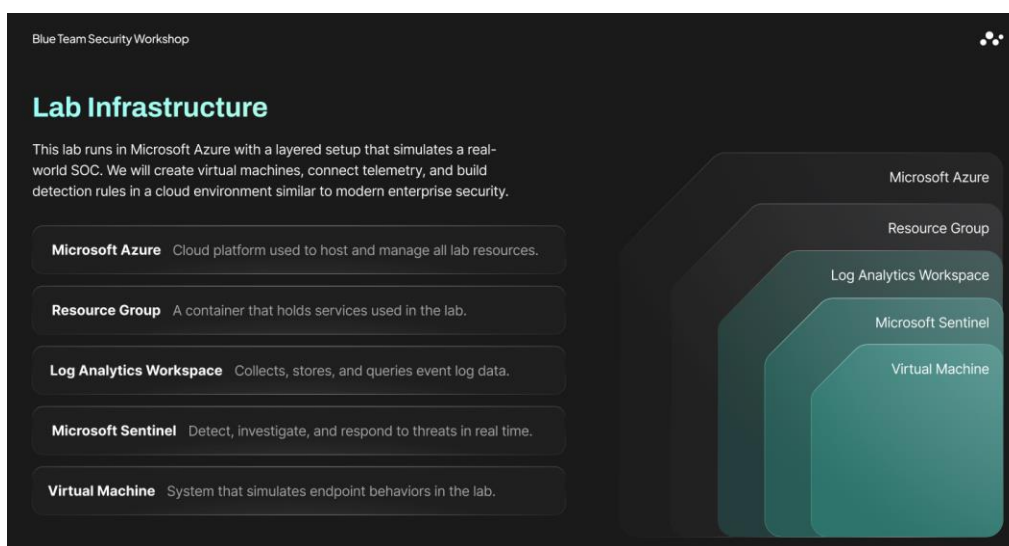 Blue Team Security Workshop
Lab Infrastructure
This lab runs in Microsoft Azure with a layered setup that simulates a real-
world SOC. We will create virtual machines, connect telemetry, and build
detection rules in a cloud environment similar to modern enterprise security.
Microsoft Azure Cloud platform used to host and manage all lab resources.
Resource Group A container that holds services used in the lab.
Log Analytics Workspace Collects, stores, and queries event log data.
Microsoft Sentinel Detect, investigate, and respond to threats in real time.
Virtual Machine System that simulates endpoint behaviors in the lab.
Microsoft Azure
Resource Group
Log Analytics Workspace
Microsoft Sentinel
Virtual Machine